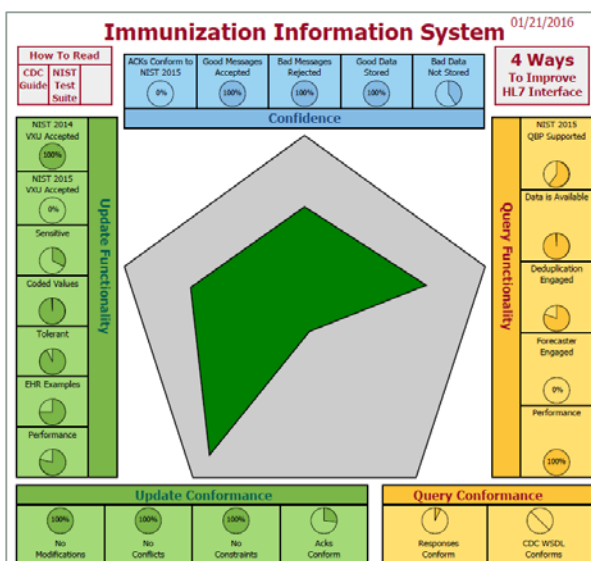 01/21/2016
Immunization Information System
How To Read
CDC
Guide
NIST
Test
Suite
ACKs Conform to
NIST 2015
0%
Good Messages
Accepted
100%
Bad Messages
Rejected
100%
Good Data
Stored
100%
Bad Data
Not Stored
Confidence
4 Ways
To Improve
HL7 Interface
NIST 2014
VXU Accepted
100%
NIST 2015
VXU Accepted
0%
Sensitive
Coded Values
Tolerant
EHR Examples
Performance
Update Functionality
Query Functionality
NIST 2015
QBP Supported
Data is Available
Deduplication
Engaged
Forecaster
Engaged
0%
Performance
100%
Update Conformance
100%
No
Modifications
100%
No
Conflicts
100%
No
Constraints
Acks
Conform
Query Conformance
Responses
Conform
CDC WSDL
Conforms